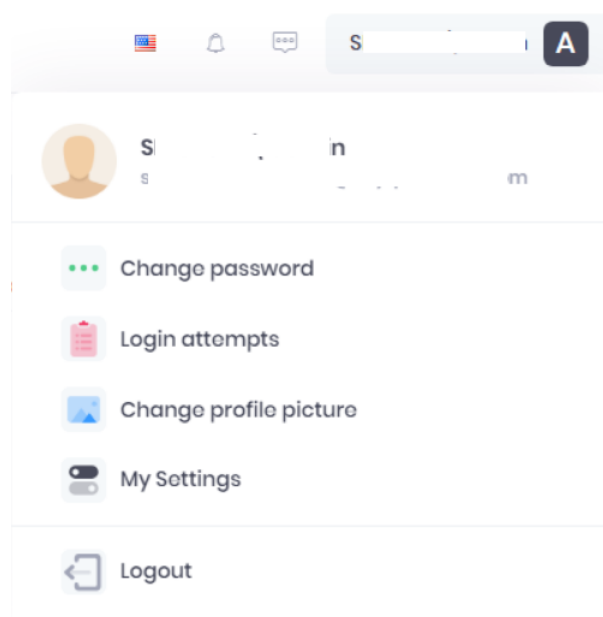 A
Change password
Login attempts
Change profile picture
My Settings
Logout